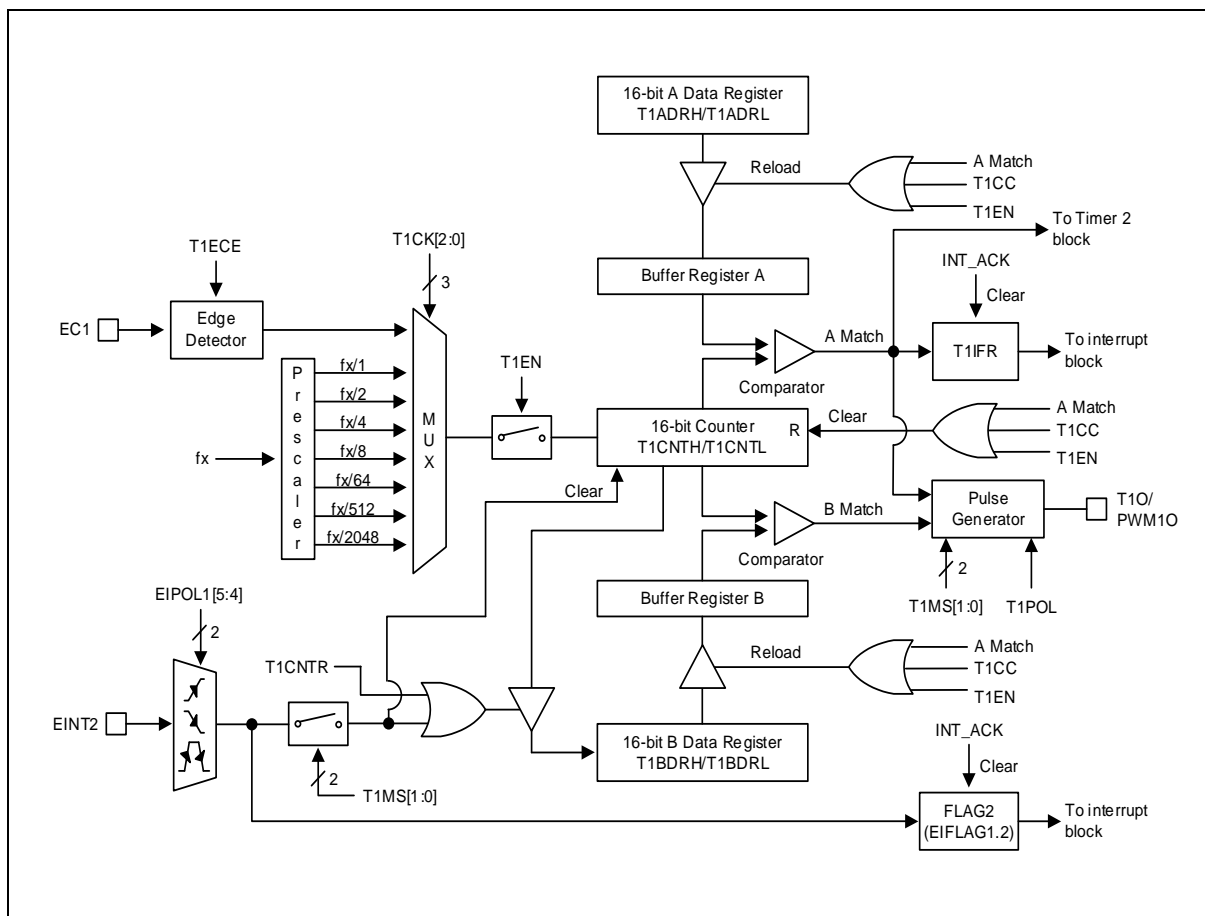 16-bit A Data Register
T1ADRH/T1ADRL
Reload
A Match
T1CC
T1EN
To Timer 2
block
T1ECE
T1CK[2:0]
3
Buffer Register A
INT_ACK
Clear
EC1
Edge
Detector
A Match
T1IFR
To interrupt
block
Comparator
Prescaler
fx/1
fx/2
fx/4
fx/8
fx/64
fx/512
fx/2048
fx
MUX
T1EN
16-bit Counter
T1CNTH/T1CNTL
R
Clear
A Match
T1CC
T1EN
Clear
B Match
Comparator
Pulse
Generator
T1O/
PWM1O
2
T1MS[1:0]
T1POL
Buffer Register B
EIPOL1[5:4]
2
Reload
A Match
T1CC
T1EN
T1CNTR
EINT2
2
T1MS[1:0]
16-bit B Data Register
T1BDRH/T1BDRL
INT_ACK
Clear
FLAG2
(EIFLAG1.2)
To interrupt
block